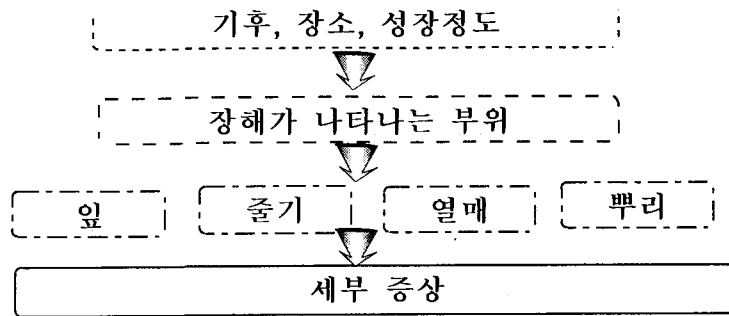 기후, 장소, 성장정도
장해가 나타나는 부위
잎 줄기 열매 뿌리
세부 증상